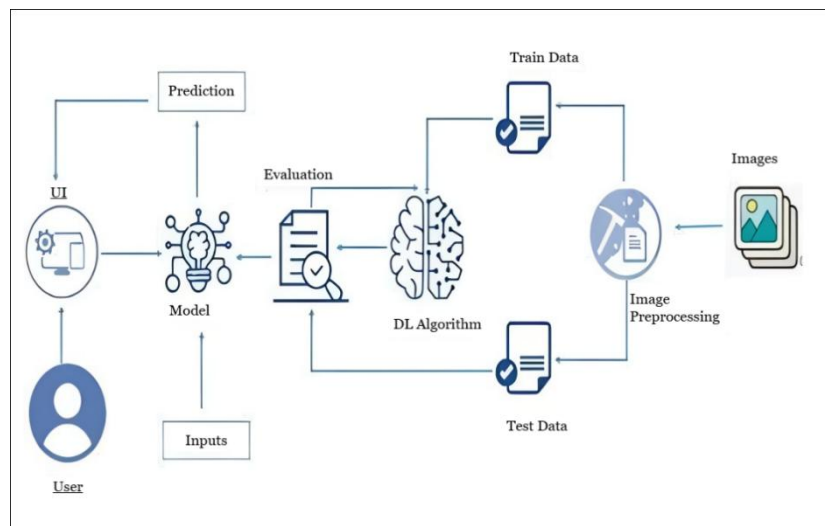 Train Data
Prediction
Images
Evaluation
UI
Model
DL Algorithm
Image
Preprocessing
Inputs
Test Data
User